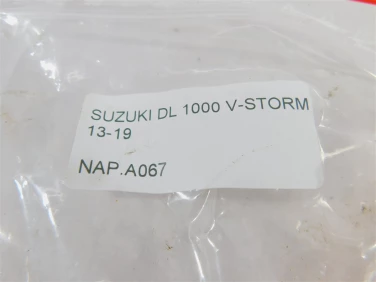 SUZUKI DL 1000 V-STORM
13-19
NAP.A067